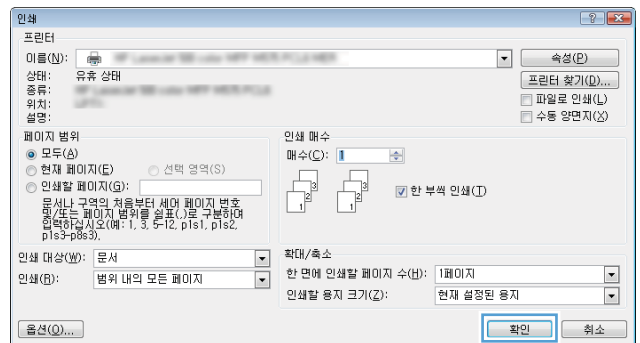 인쇄
프린터
이름(N):
속성(P)
상태: 유휴 상태
프린터 찾기(D)...
종류:
위치:
파일로 인쇄(L)
설명:
수동 양면지(X)
페이지 범위
모두(A)
현재 페이지(E) 선택 영역(S)
인쇄할 페이지(G):
문서나 구역의 처음부터 세어 페이지 번호
및/또는 페이지 범위를 쉼표(,)로 구분하여
입력하십시오(예: 1, 3, 5-12, p1s1, p1s2,
p1s3-p8s3).
인쇄 매수
매수(C): 1
3 3
2 2
1 1
한 부씩 인쇄(T)
인쇄 대상(W): 문서
인쇄(R): 범위 내의 모든 페이지
확대/축소
한 면에 인쇄할 페이지 수(H): 1페이지
인쇄할 용지 크기(Z): 현재 설정된 용지
옵션(O)... 확인 취소